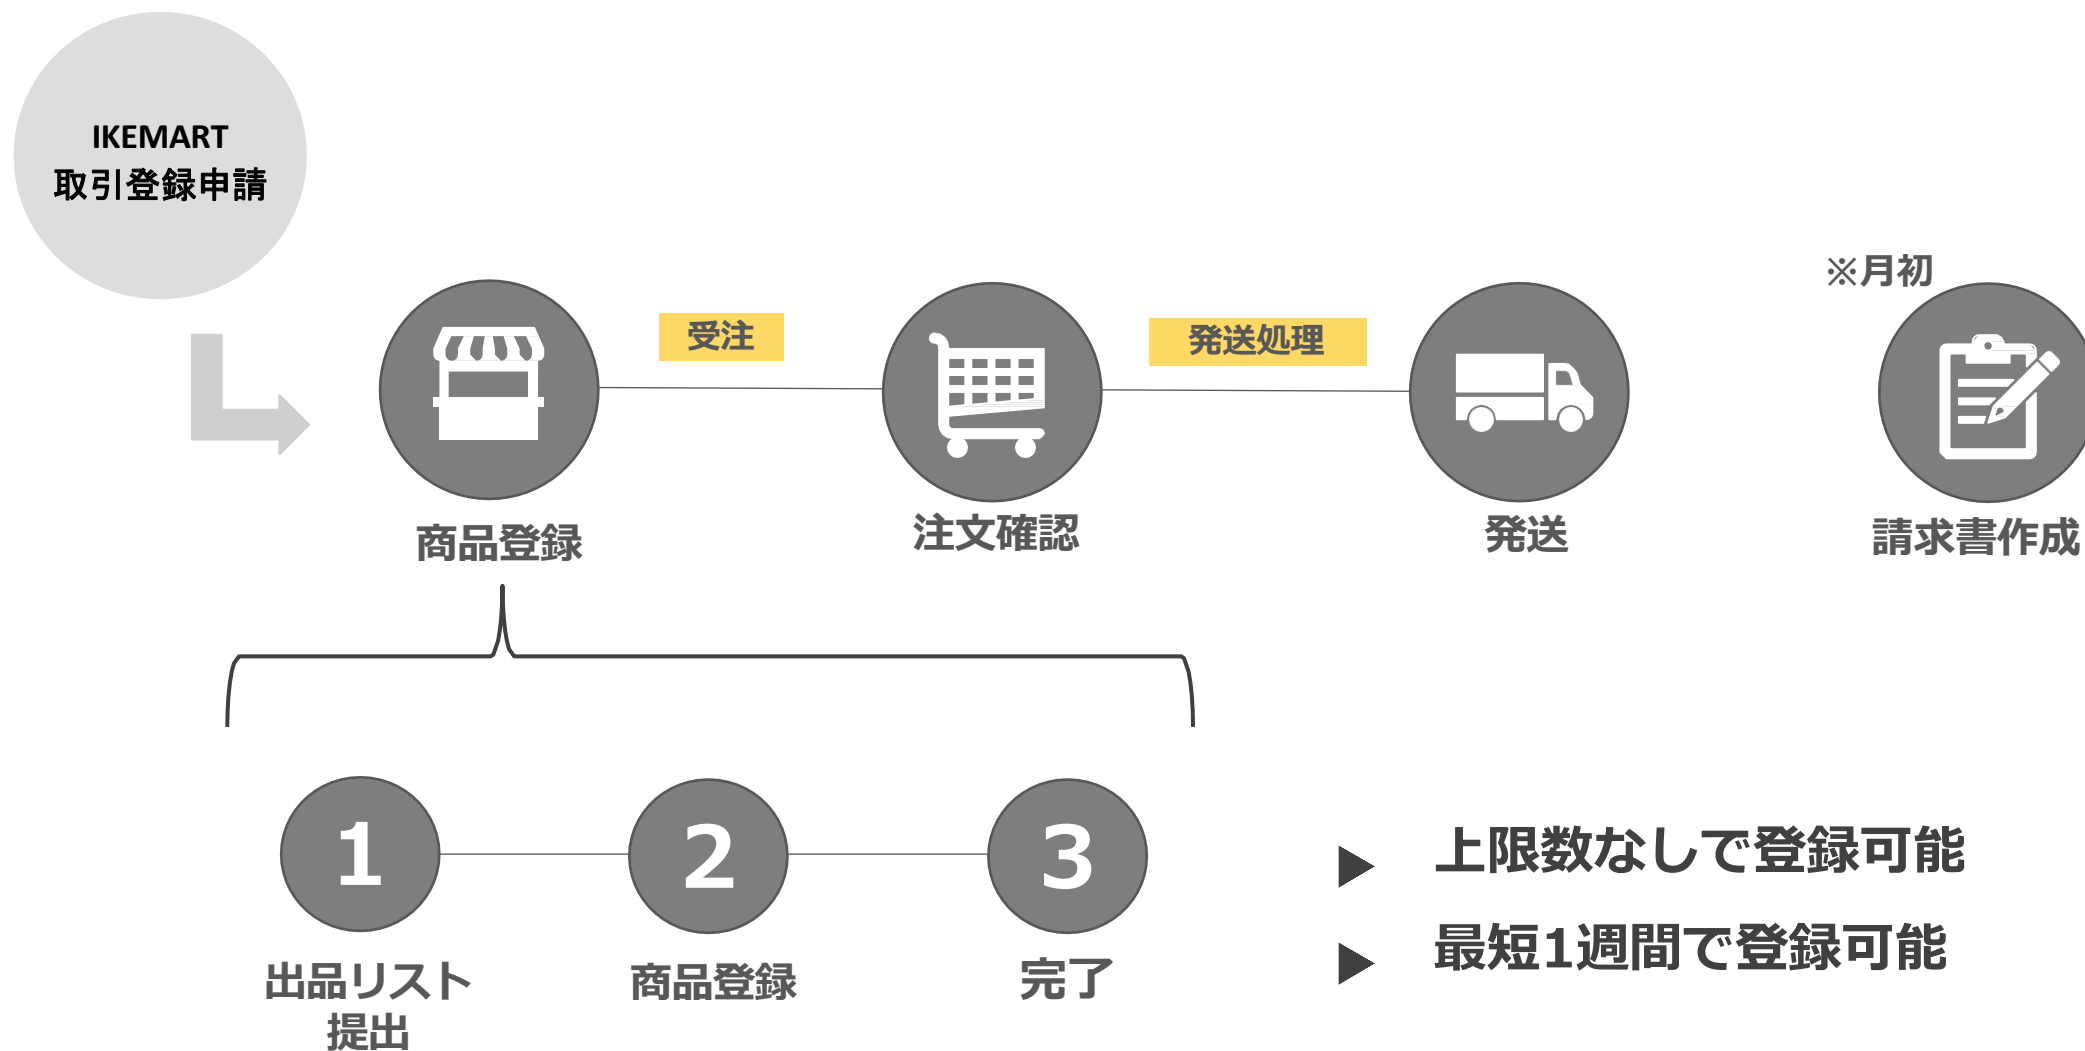 IKEMART
取引登録申請
※月初
受注
発送処理
商品登録
注文確認
発送
請求書作成
1
2
3
出品リスト
提出
商品登録
完了
上限数なしで登録可能
最短1週間で登録可能